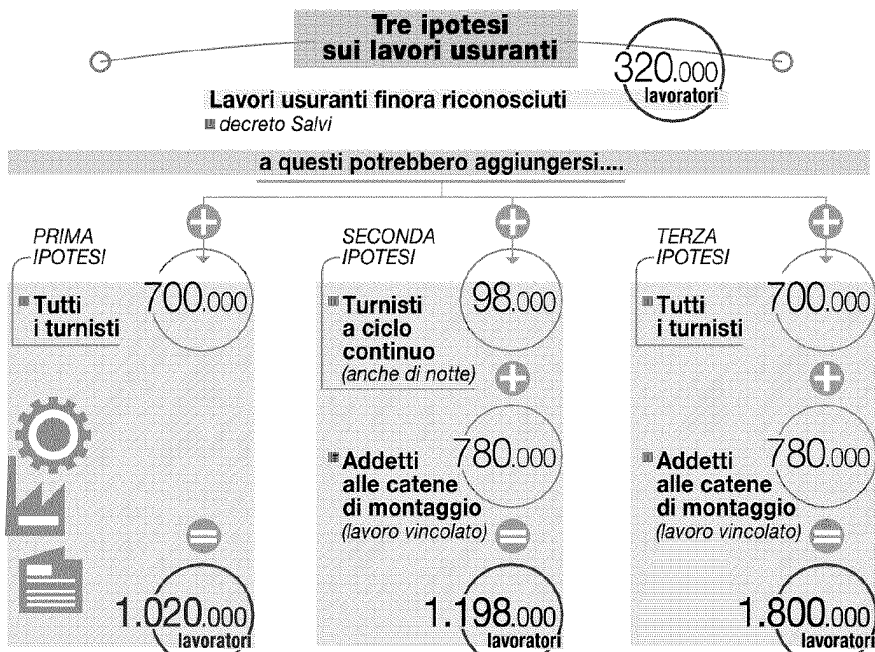 Tre ipotesi
sui lavori usuranti
320.000
lavoratori
Lavori usuranti finora riconosciuti
decreto Salvi
a questi potrebbero aggiungersi....
PRIMA
IPOTESI
Tutti
i turnisti
700.000
1.020.000
lavoratori
SECONDA
IPOTESI
Turnisti
a ciclo
continuo
(anche di notte)
98.000
Addetti
alle catene
di montaggio
(lavoro vincolato)
780.000
1.198.000
lavoratori
TERZA
IPOTESI
Tutti
i turnisti
700.000
Addetti
alle catene
di montaggio
(lavoro vincolato)
780.000
1.800.000
lavoratori